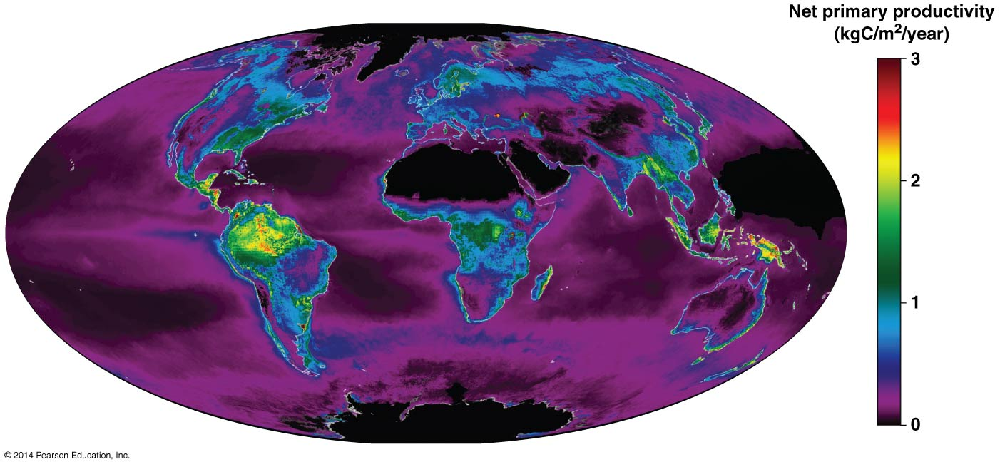 Net primary productivity
(kgC/m²/year)
3
2
1
0
© 2014 Pearson Education, Inc.